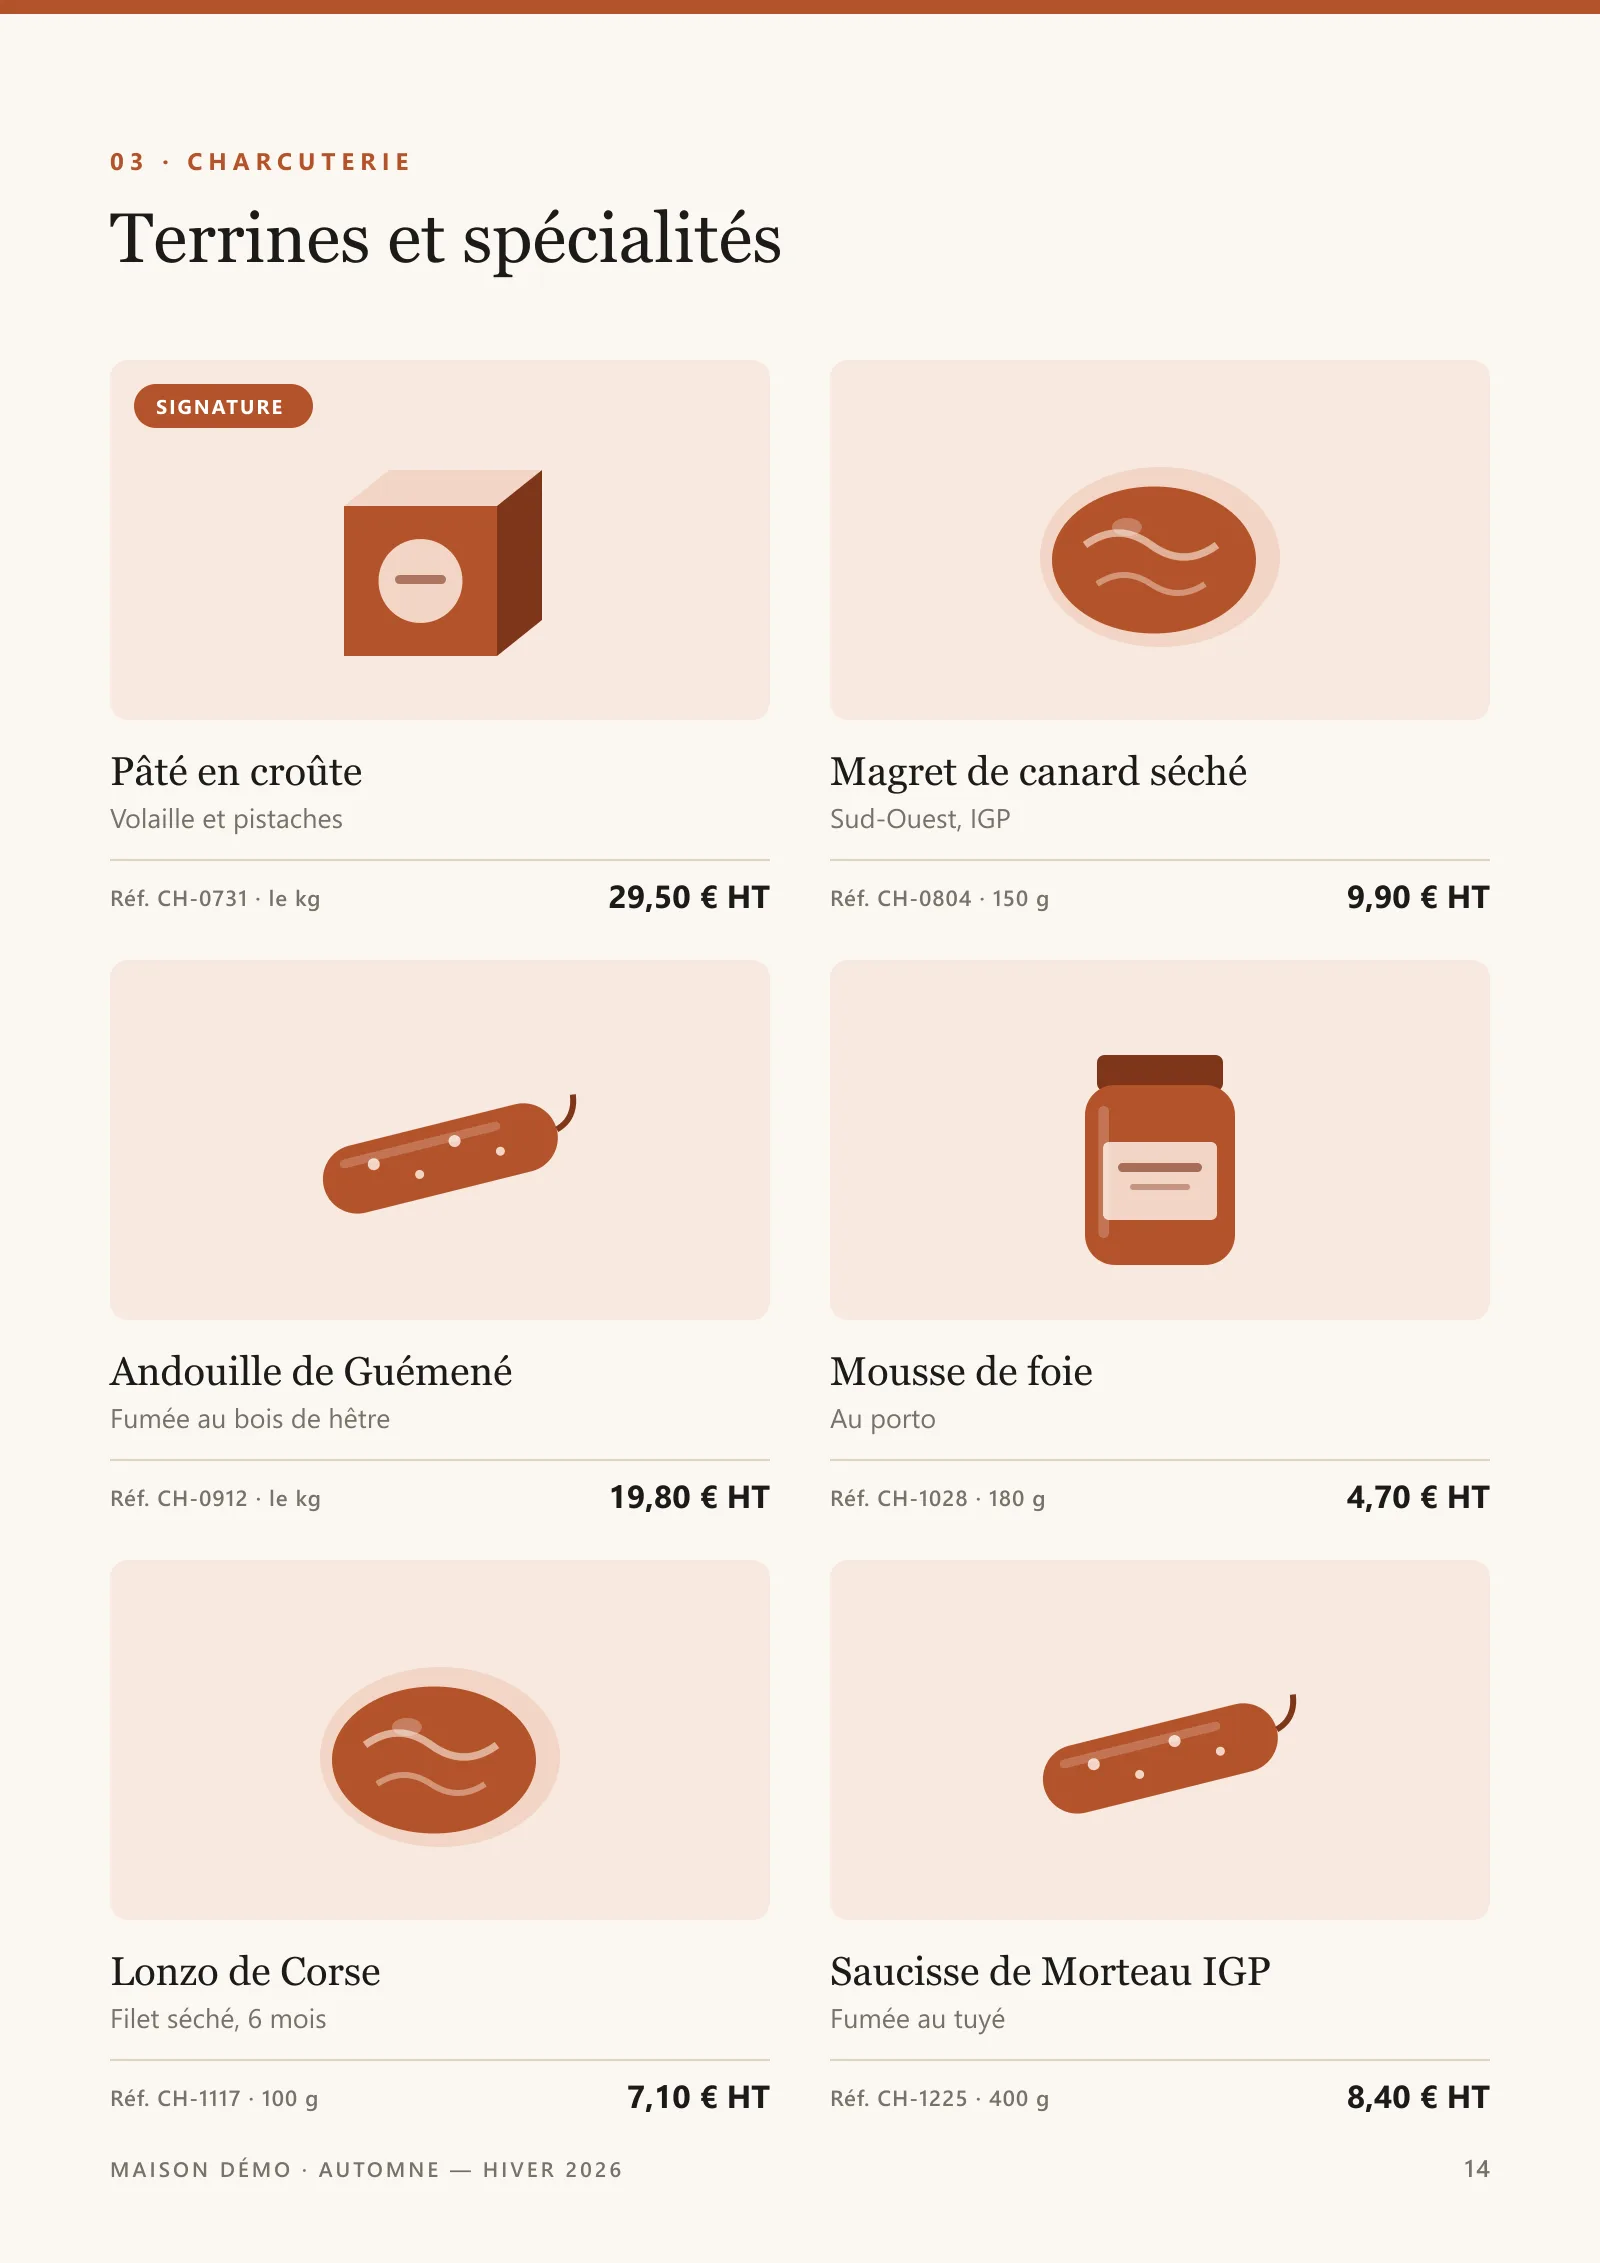 03 · CHARCUTERIE
Terrines et spécialités
SIGNATURE
Pâté en croûte
Volaille et pistaches
Réf. CH-0731 · le kg
29,50 € HT
Magret de canard séché
Sud-Ouest, IGP
Réf. CH-0804 · 150 g
9,90 € HT
Andouille de Guémené
Fumée au bois de hêtre
Réf. CH-0912 · le kg
19,80 € HT
Mousse de foie
Au porto
Réf. CH-1028 · 180 g
4,70 € HT
Lonzo de Corse
Filet séché, 6 mois
Réf. CH-1117 · 100 g
7,10 € HT
Saucisse de Morteau IGP
Fumée au tuyé
Réf. CH-1225 · 400 g
8,40 € HT
MAISON DÉMO · AUTOMNE — HIVER 2026
14